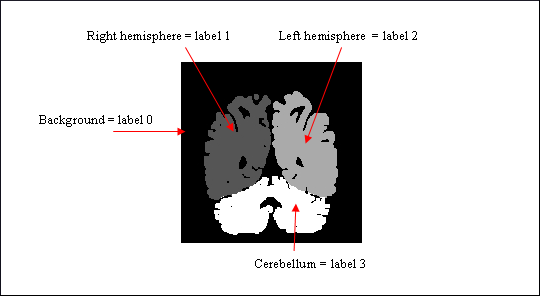 Right hemisphere = label 1
Left hemisphere = label 2
Background = label 0
Cerebellum = label 3